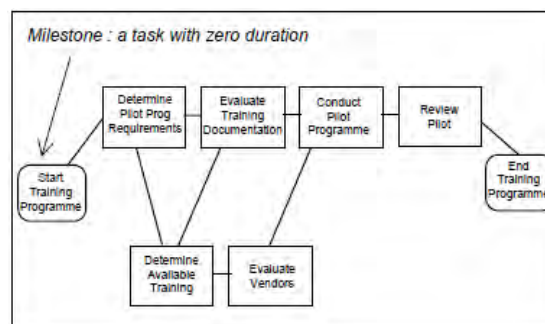 Milestone : a task with zero duration
Determine
Pilot Prog
Requirements
Evaluate
Training
Documentation
Conduct
Pilot
Programme
Review
Pilot
Start
Training
Programme
End
Training
Programme
Determine
Available
Training
Evaluate
Vendors